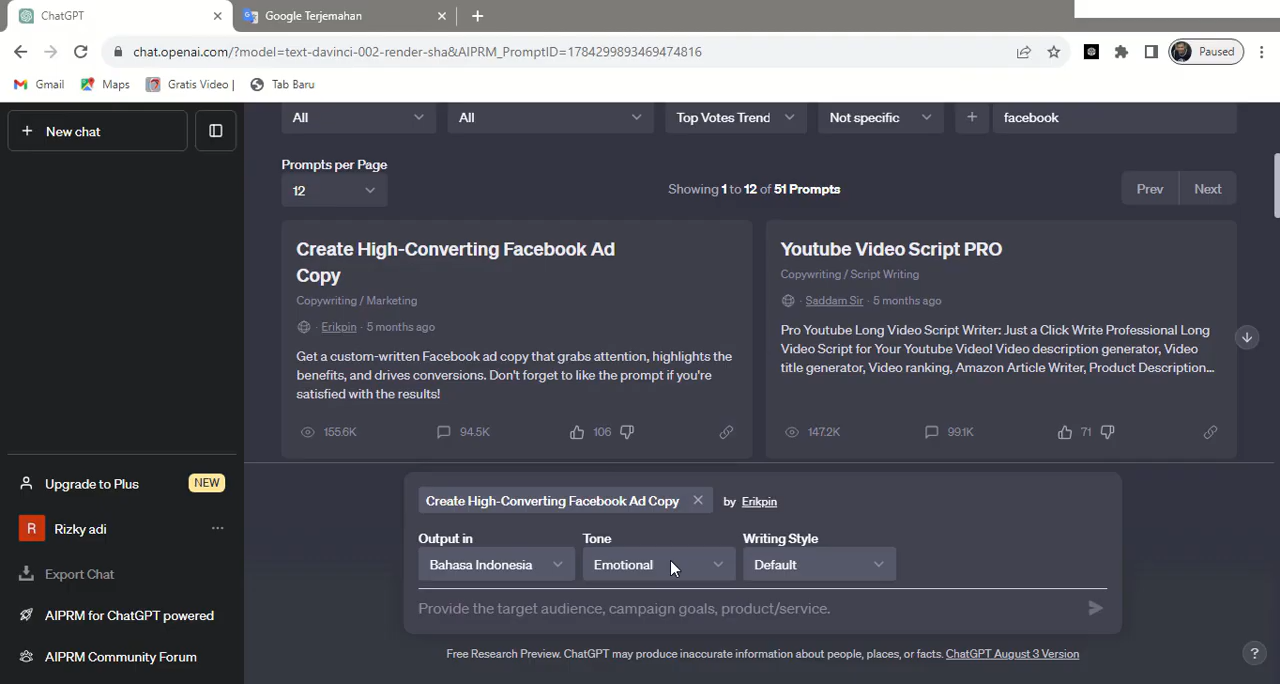 ChatGPT
Google Terjemahan
chat.openai.com/?model=text-davinci-002-render-sha&AIPRM_PromptID=1784299893469474816
Paused
Gmail
Maps
Gratis Video |
Tab Baru
New chat
All
All
Top Votes Trend
Not specific
facebook
Prompts per Page
12
Showing 1 to 12 of 51 Prompts
Prev
Next
Create High-Converting Facebook Ad
Copy
Copywriting / Marketing
· Erikpin · 5 months ago
Get a custom-written Facebook ad copy that grabs attention, highlights the
benefits, and drives conversions. Don't forget to like the prompt if you're
satisfied with the results!
155.6K
94.5K
106
Youtube Video Script PRO
Copywriting / Script Writing
· Saddam Sir · 5 months ago
Pro Youtube Long Video Script Writer: Just a Click Write Professional Long
Video Script for Your Youtube Video! Video description generator, Video
title generator, Video ranking, Amazon Article Writer, Product Description...
147.2K
99.1K
71
Upgrade to Plus
NEW
R
Rizky adi
Export Chat
AIPRM for ChatGPT powered
AIPRM Community Forum
Create High-Converting Facebook Ad Copy
by Erikpin
Output in
Tone
Writing Style
Bahasa Indonesia
Emotional
Default
Provide the target audience, campaign goals, product/service.
Free Research Preview. ChatGPT may produce inaccurate information about people, places, or facts. ChatGPT August 3 Version
?